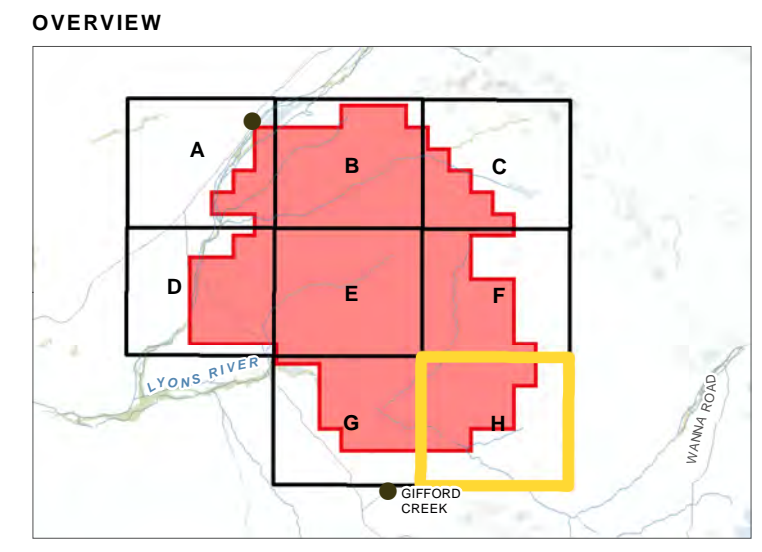 OVERVIEW
A
B
C
D
E
F
LYONS RIVER
WANNA ROAD
G
H
GIFFORD
CREEK